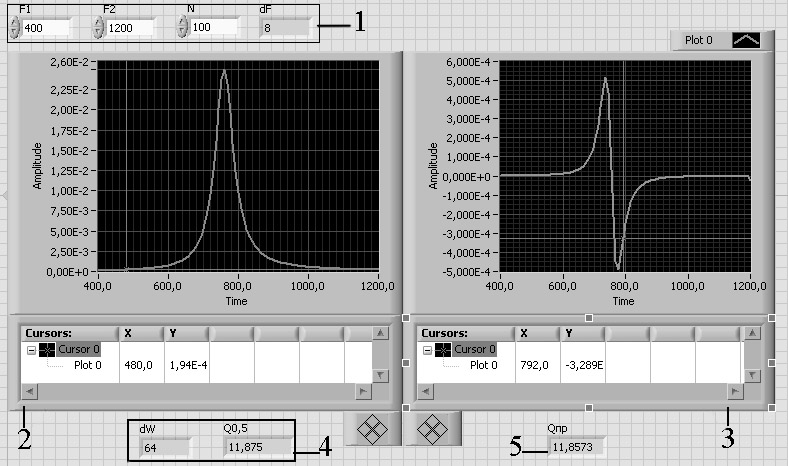 F1 F2 N dF
400 1200 100 8 1
Plot 0
2,60E-2
2,25E-2
2,00E-2
1,75E-2
1,50E-2
1,25E-2
1,00E-2
7,50E-3
5,00E-3
2,50E-3
0,00E+0
Amplitude
400,0 600,0 800,0 1000,0 1200,0
Time
6,000E-4
5,000E-4
4,000E-4
3,000E-4
2,000E-4
1,000E-4
0,000E+0
-1,000E-4
-2,000E-4
-3,000E-4
-4,000E-4
-5,000E-4
Amplitude
400,0 600,0 800,0 1000,0 1200,0
Time
Cursors: X Y
Cursor 0
Plot 0 480,0 1,94E-4
Cursors: X Y
Cursor 0
Plot 0 792,0 -3,289E
2
3
dW Q0,5
64 11,875 4
Qпр
5 11,8573